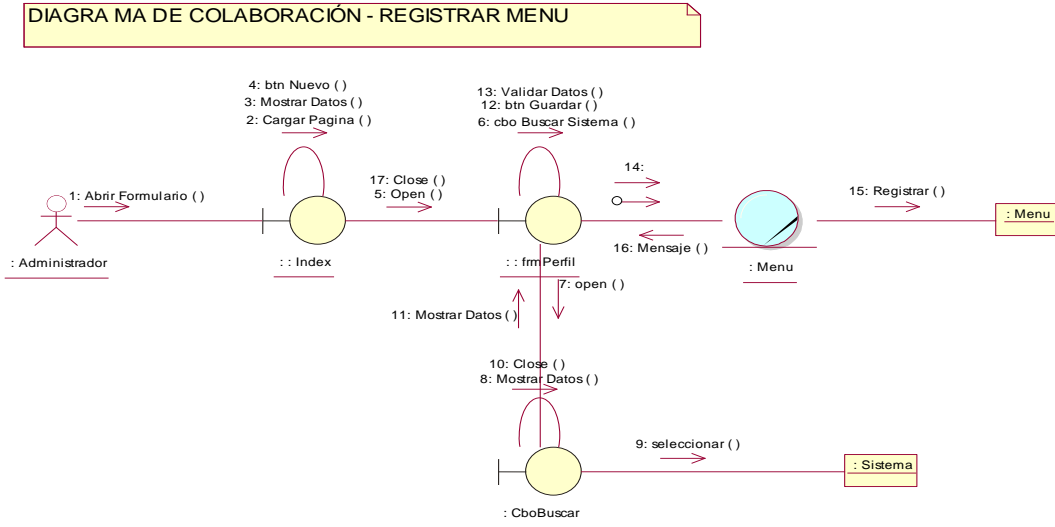 DIAGRA MA DE COLABORACIÓN - REGISTRAR MENU
4: btn Nuevo ( )
3: Mostrar Datos ( )
2: Cargar Pagina ( )
13: Validar Datos ( )
12: btn Guardar ( )
6: cbo Buscar Sistema ( )
1: Abrir Formulario ( )
17: Close ( )
5: Open ( )
14:
15: Registrar ( )
: Menu
16: Mensaje ( )
: Administrador
: : Index
: : frmPerfil
: Menu
7: open ( )
11: Mostrar Datos ( )
10: Close ( )
8: Mostrar Datos ( )
9: seleccionar ( )
: Sistema
: CboBuscar